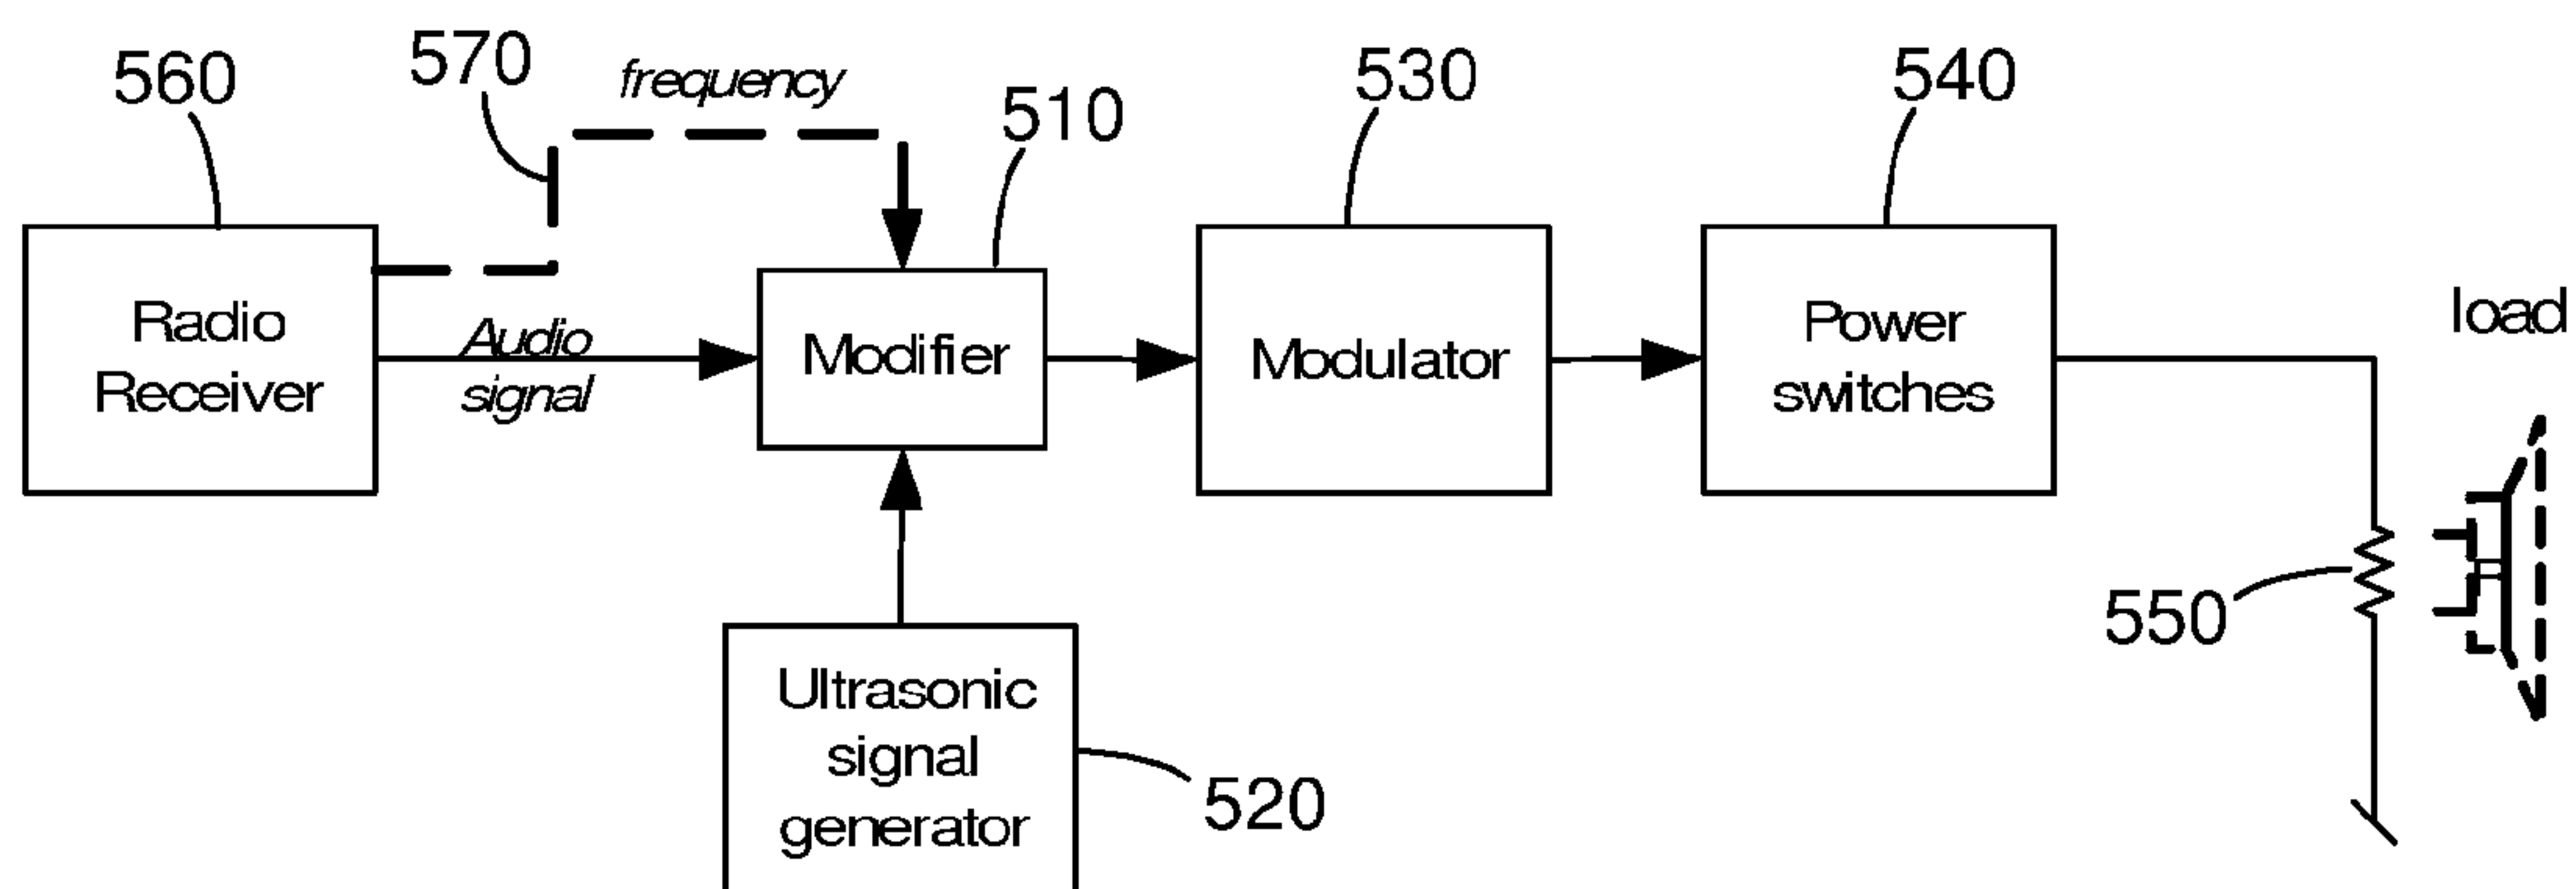 560
570
frequency
510
530
540
Radio
Receiver
Audio
signal
Modifier
Modulator
Power
switches
load
550
Ultrasonic
signal
generator
520